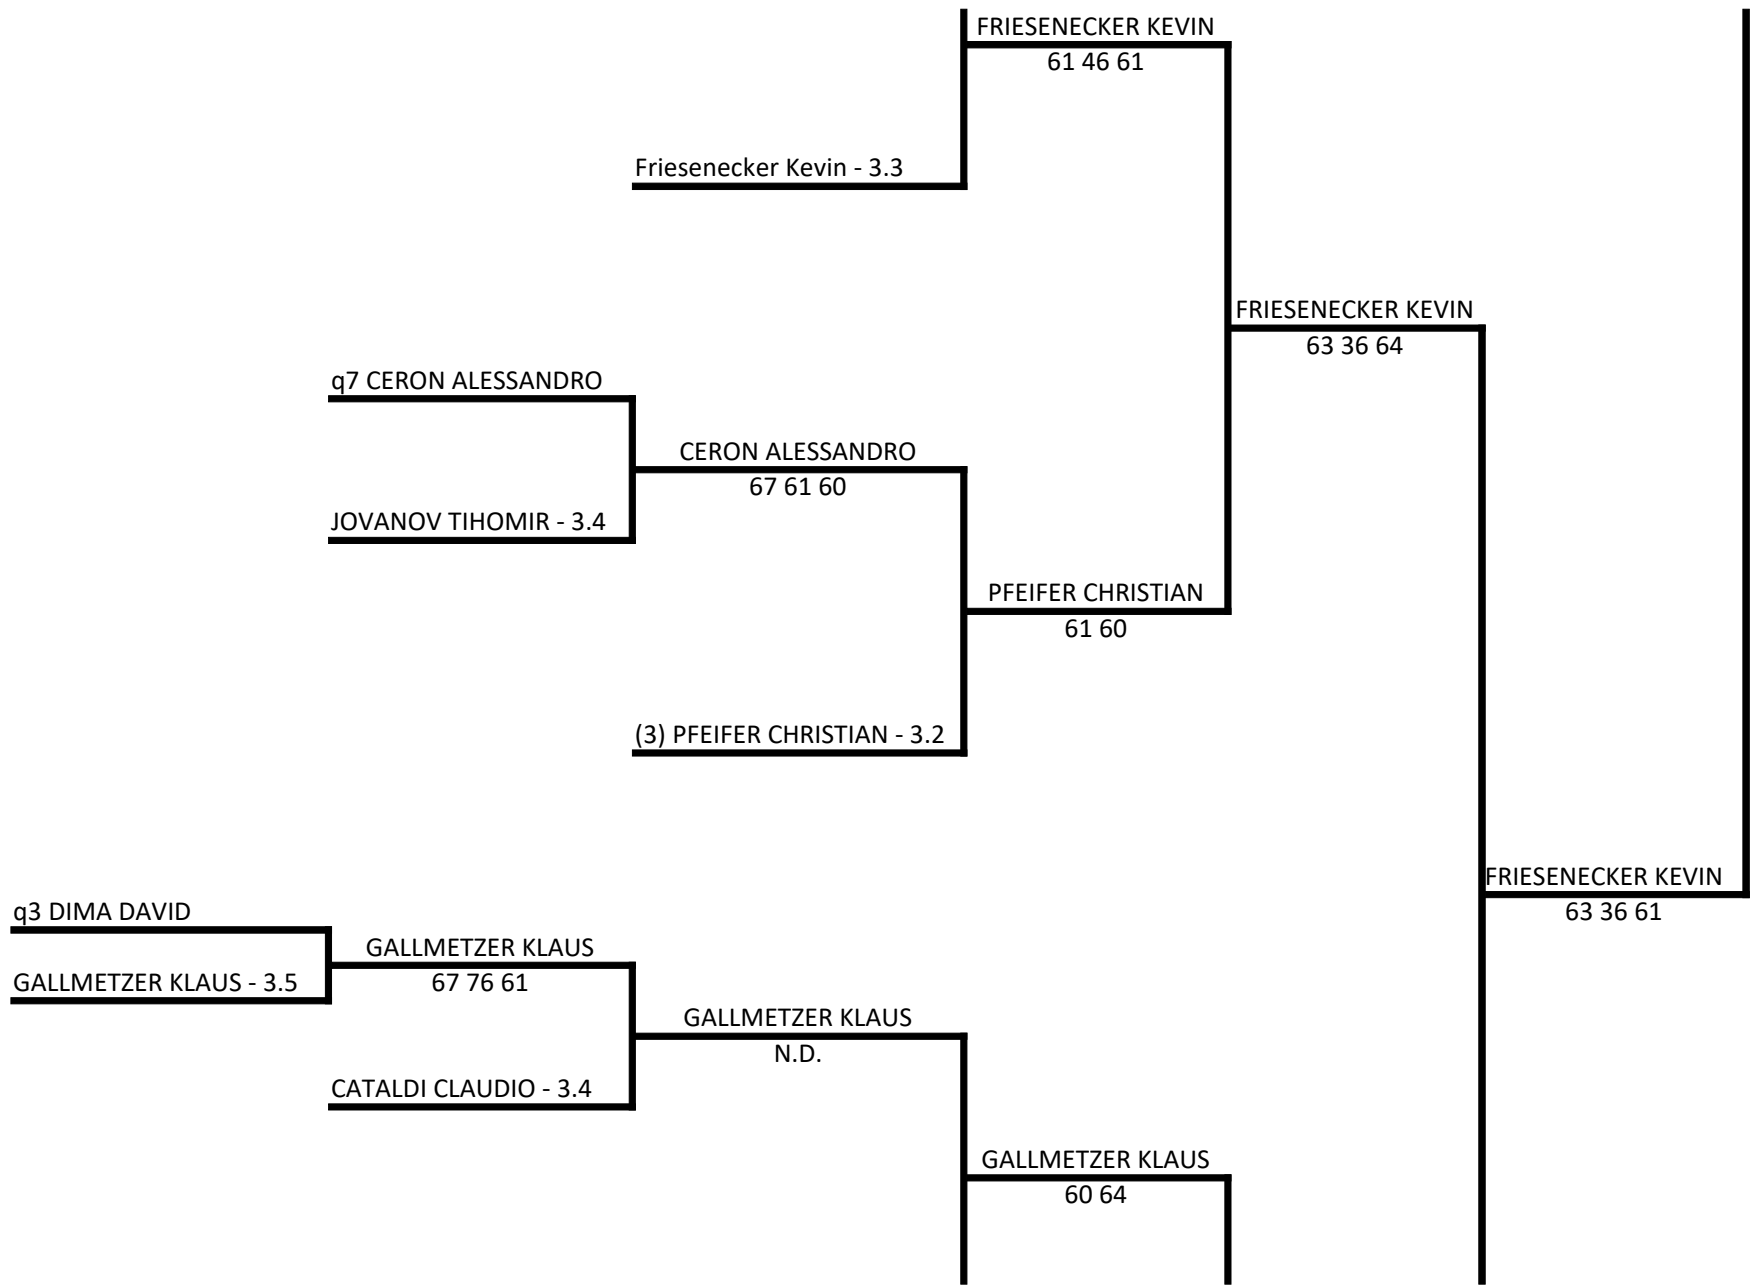 FRIESENECKER KEVIN
61 46 61
Friesenecker Kevin - 3.3
FRIESENECKER KEVIN
63 36 64
q7 CERON ALESSANDRO
CERON ALESSANDRO
67 61 60
JOVANOV TIHOMIR - 3.4
PFEIFER CHRISTIAN
61 60
(3) PFEIFER CHRISTIAN - 3.2
FRIESENECKER KEVIN
63 36 61
q3 DIMA DAVID
GALLMETZER KLAUS
67 76 61
GALLMETZER KLAUS - 3.5
GALLMETZER KLAUS
N.D.
CATALDI CLAUDIO - 3.4
GALLMETZER KLAUS
60 64